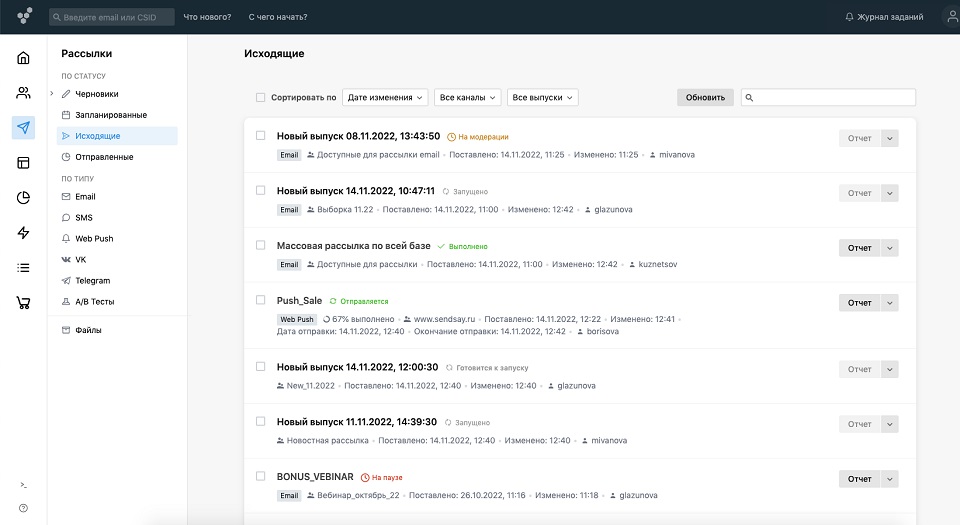 Введите email или CSID
Что нового?
С чего начать?
Журнал заданий
Рассылки
ПО СТАТУСУ
Черновики
Запланированные
Исходящие
Отправленные
ПО ТИПУ
Email
SMS
Web Push
VK
Telegram
A/B Тесты
Файлы
Исходящие
Сортировать по
Дате изменения
Все каналы
Все выпуски
Обновить
Новый выпуск 08.11.2022, 13:43:50 На модерации
Отчет
Email Доступные для рассылки email • Поставлено: 14.11.2022, 11:25 • Изменено: 11:25 • mivanova
Новый выпуск 14.11.2022, 10:47:11 Запущено
Отчет
Email Выборка 11.22 • Поставлено: 14.11.2022, 11:00 • Изменено: 12:42 • glazunova
Массовая рассылка по всей базе Выполнено
Отчет
Email Доступные для рассылки • Поставлено: 14.11.2022, 11:00 • Изменено: 12:42 • kuznetsov
Push_Sale Отправляется
Отчет
Web Push 67% выполнено • www.sendsay.ru • Поставлено: 14.11.2022, 12:22 • Изменено: 12:41 •
Дата отправки: 14.11.2022, 12:40 • Окончание отправки: 14.11.2022, 12:42 • borisova
Новый выпуск 14.11.2022, 12:00:30 Готовится к запуску
Отчет
New_11.2022 • Поставлено: 14.11.2022, 12:40 • Изменено: 12:40 • glazunova
Новый выпуск 11.11.2022, 14:39:30 Запущено
Отчет
Новостная рассылка • Поставлено: 14.11.2022, 12:40 • Изменено: 12:40 • mivanova
BONUS_VEBINAR На паузе
Отчет
Email Вебинар_октябрь_22 • Поставлено: 26.10.2022, 11:16 • Изменено: 11:18 • glazunova